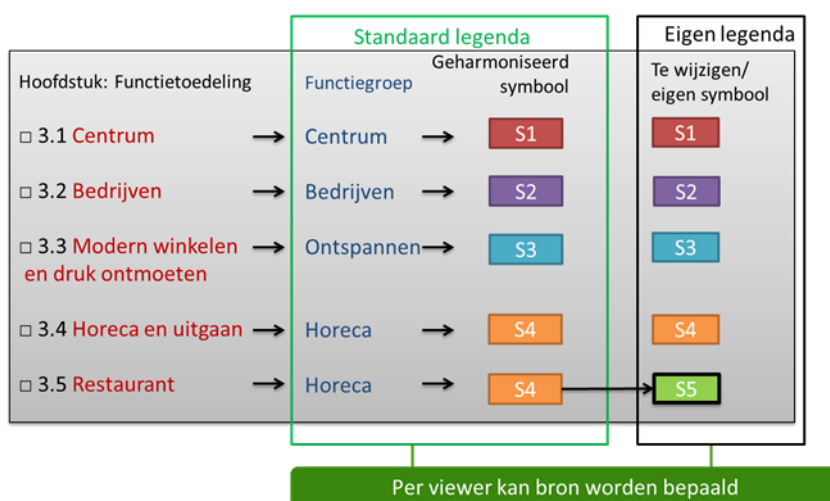 Standaard legenda
Eigen legenda
Hoofdstuk: Functietoedeling
Functiegroep
Geharmoniseerd
symbool
Te wijzigen/
eigen symbool
□ 3.1 Centrum
Centrum
S1
S1
□ 3.2 Bedrijven
Bedrijven
S2
S2
□ 3.3 Modern winkelen
en druk ontmoeten
Ontspannen
S3
S3
□ 3.4 Horeca en uitgaan
Horeca
S4
S4
□ 3.5 Restaurant
Horeca
S4
S5
Per viewer kan bron worden bepaald